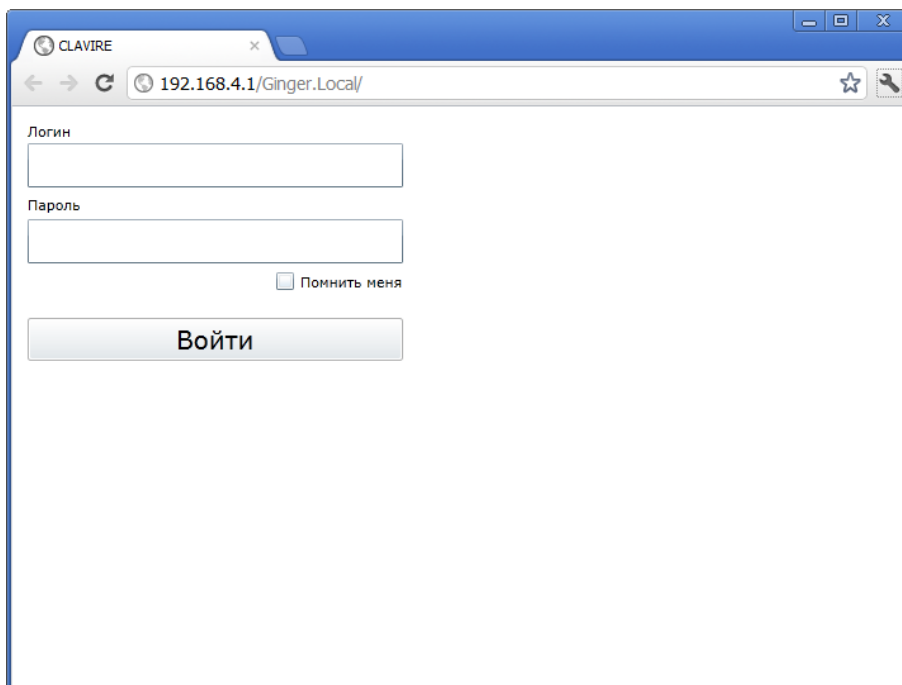 CLAVIRE
192.168.4.1/Ginger.Local/
Логин
Пароль
Помнить меня
Войти